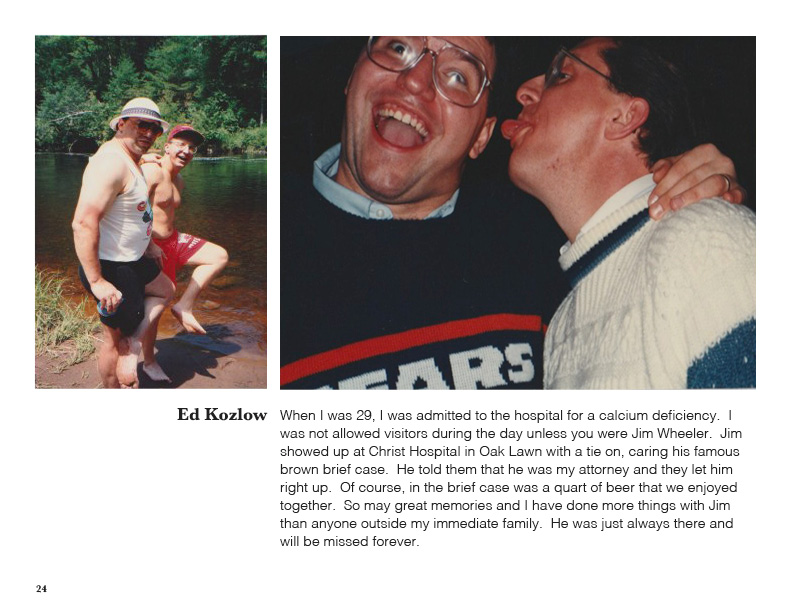 EARS
Ed Kozlow
When I was 29, I was admitted to the hospital for a calcium deficiency. I
was not allowed visitors during the day unless you were Jim Wheeler. Jim
showed up at Christ Hospital in Oak Lawn with a tie on, caring his famous
brown brief case. He told them that he was my attorney and they let him
right up. Of course, in the brief case was a quart of beer that we enjoyed
together. So may great memories and I have done more things with Jim
than anyone outside my immediate family. He was just always there and
will be missed forever.
24